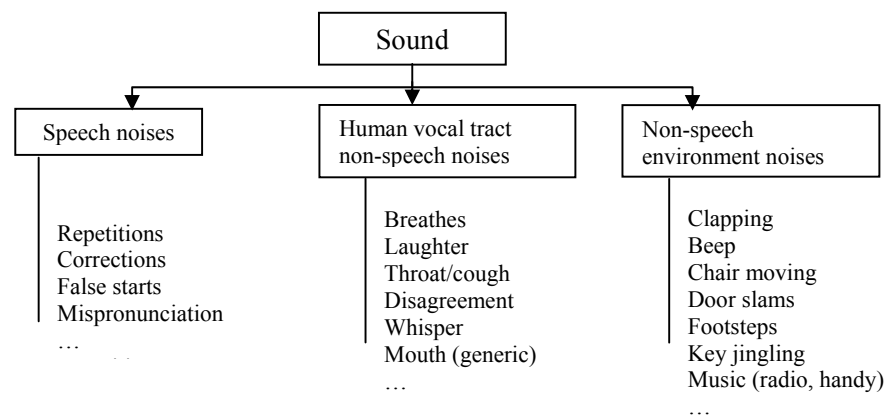 Sound
Speech noises
Repetitions
Corrections
False starts
Mispronunciation
…
Human vocal tract
non-speech noises
Breathes
Laughter
Throat/cough
Disagreement
Whisper
Mouth (generic)
…
Non-speech
environment noises
Clapping
Beep
Chair moving
Door slams
Footsteps
Key jingling
Music (radio, handy)
…